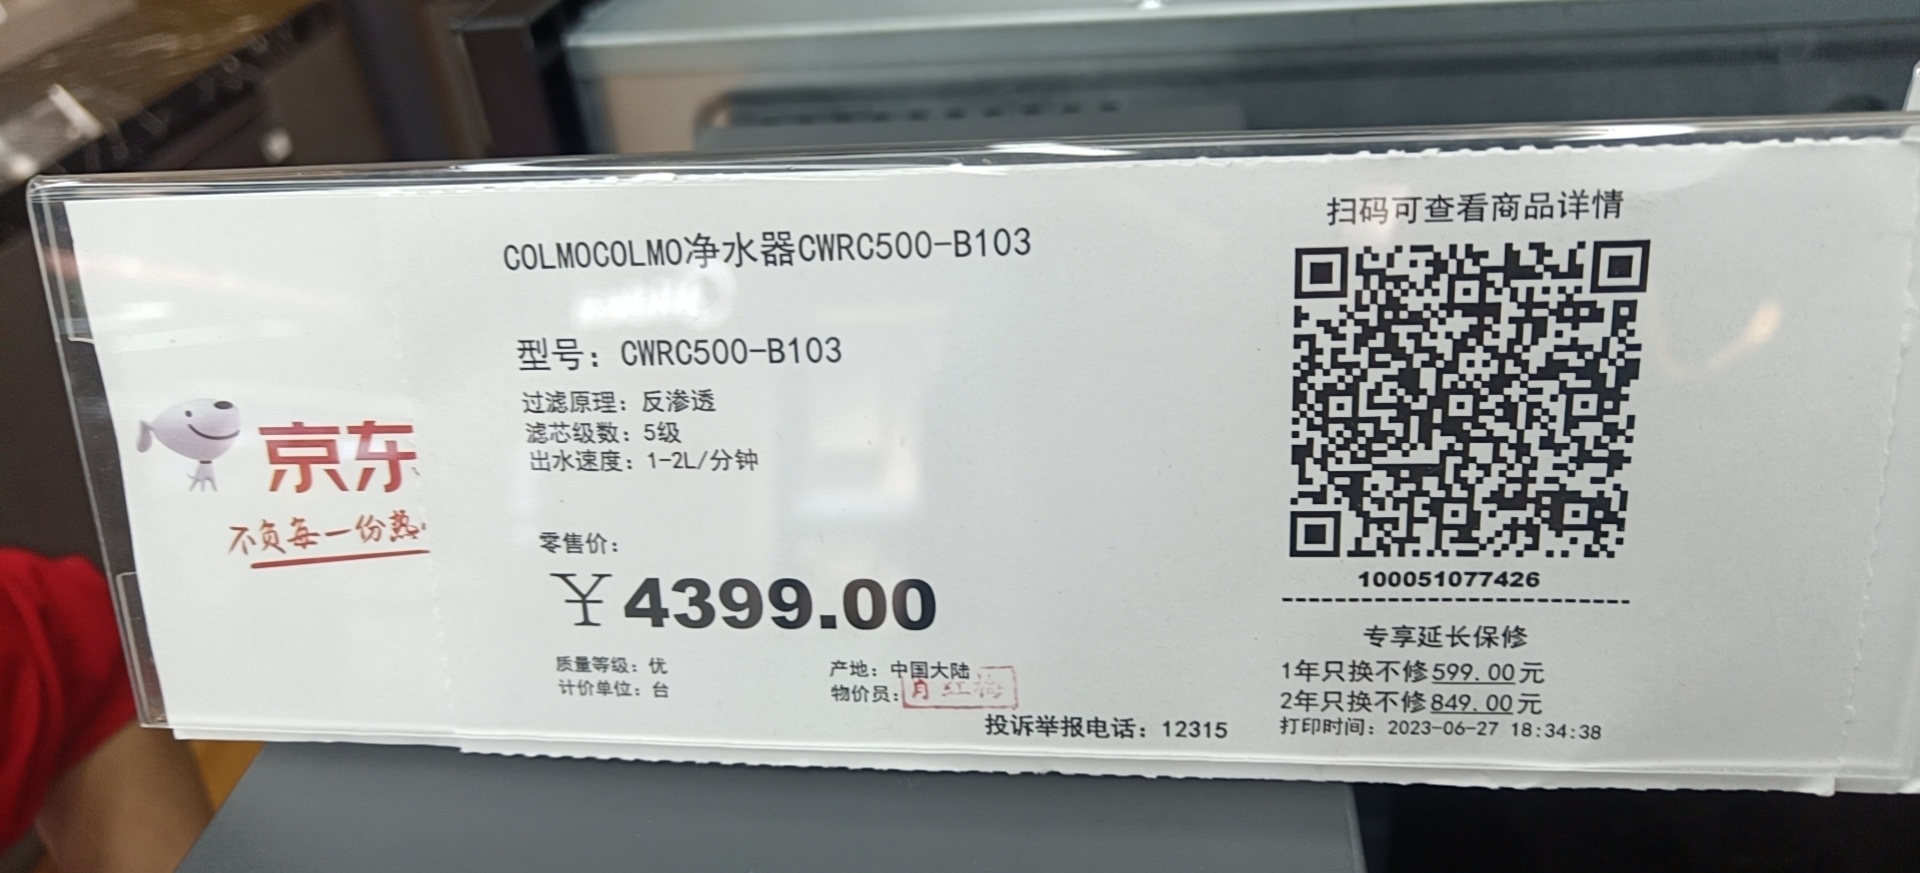 京东
不负每一份热
COLMOCOLMO净水器CWRC500-B103
型号：CWRC500-B103
过滤原理：反渗透
滤芯级数：5级
出水速度：1-2L/分钟
零售价：
￥4399.00
质量等级：优
计价单位：台
产地：中国大陆
物价员：
红梅
投诉举报电话：12315
扫码可查看商品详情
100051077426
专享延长保修
1年只换不修599.00元
2年只换不修849.00元
打印时间：2023-06-27 18:34:38